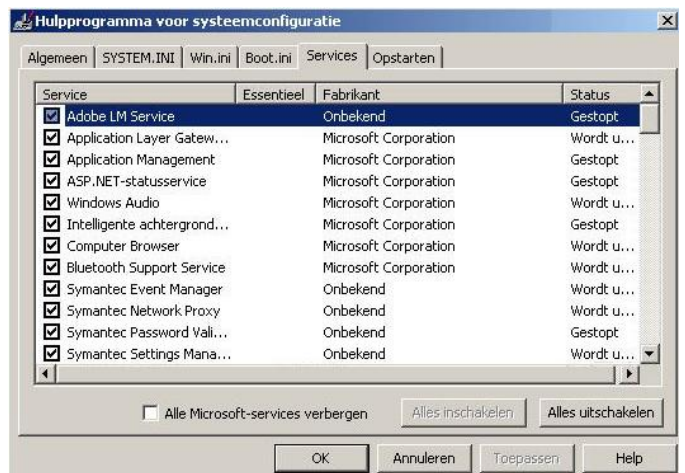 Hulpprogramma voor systeemconfiguratie
Algemeen SYSTEM.INI Win.ini Boot.ini Services Opstarten
Service Essentieel Fabrikant Status
Adobe LM Service Onbekend Gestopt
Application Layer Gatew... Microsoft Corporation Wordt u...
Application Management Microsoft Corporation Gestopt
ASP.NET-statusservice Microsoft Corporation Gestopt
Windows Audio Microsoft Corporation Wordt u...
Intelligente achtergrond... Microsoft Corporation Gestopt
Computer Browser Microsoft Corporation Wordt u...
Bluetooth Support Service Microsoft Corporation Wordt u...
Symantec Event Manager Onbekend Wordt u...
Symantec Network Proxy Onbekend Wordt u...
Symantec Password Vali... Onbekend Gestopt
Symantec Settings Mana... Onbekend Wordt u...
Alle Microsoft-services verbergen Alles inschakelen Alles uitschakelen
OK Annuleren Toepassen Help